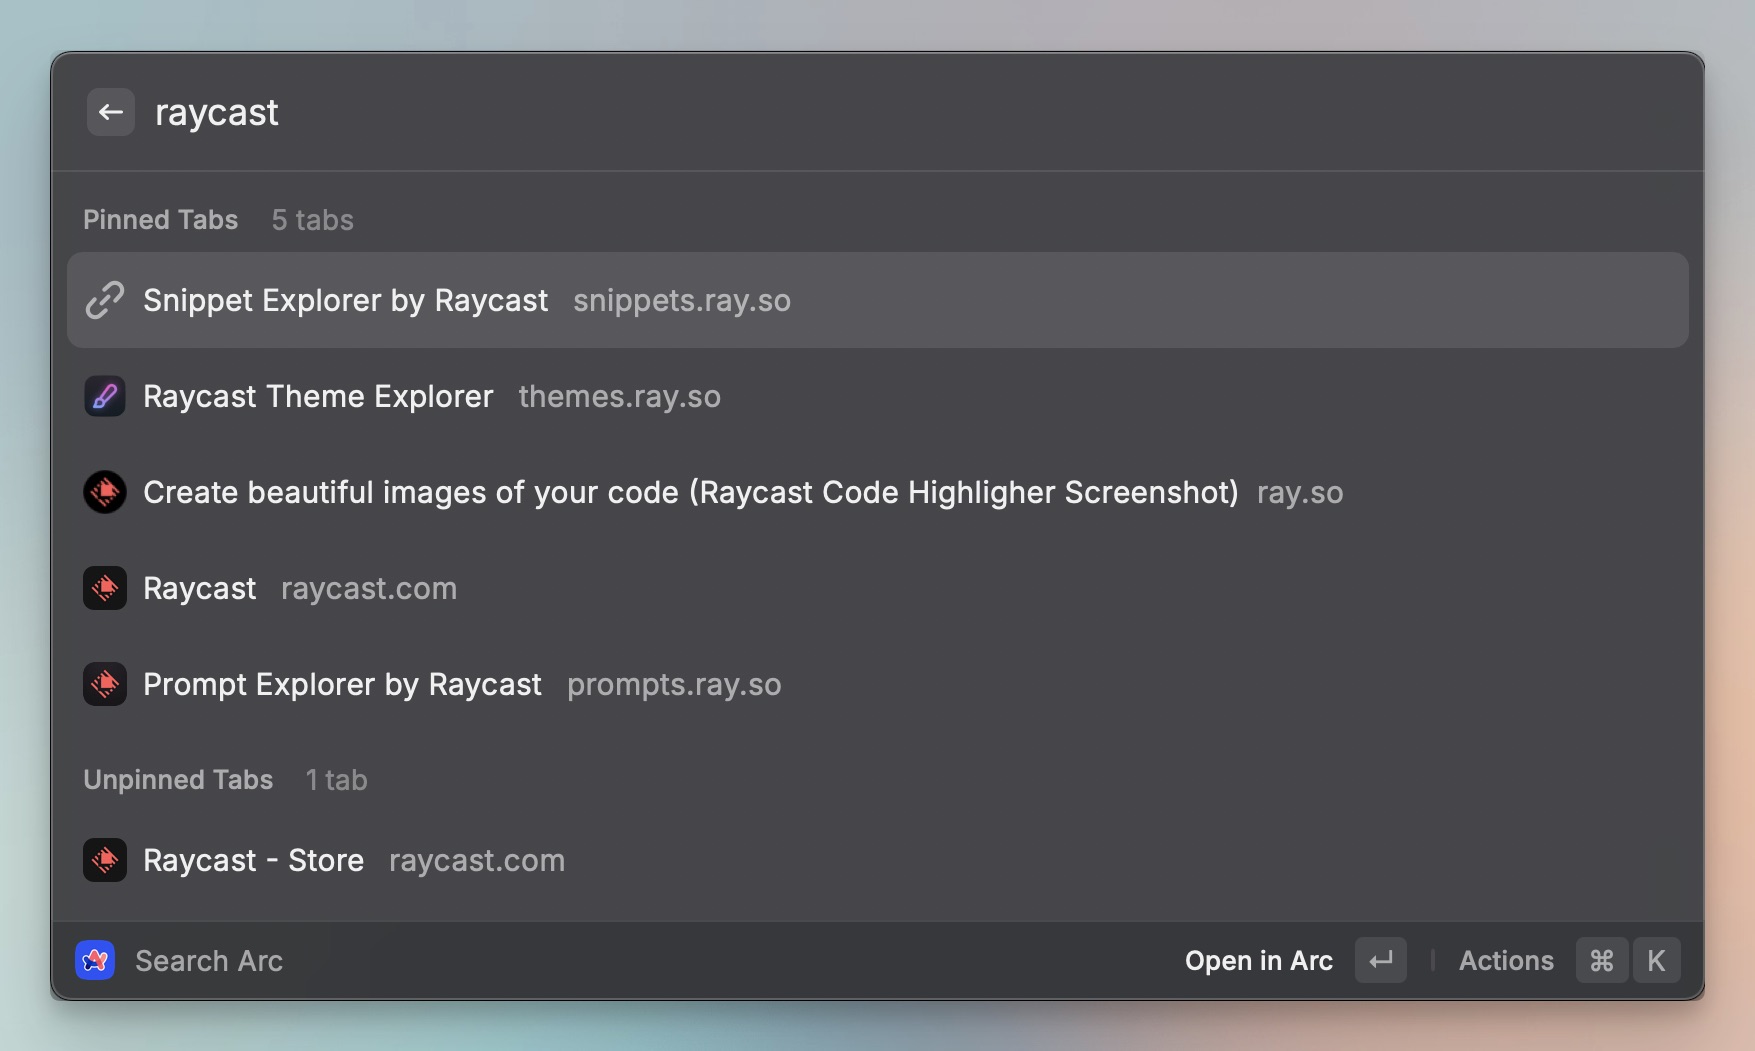 raycast
Pinned Tabs 5 tabs
Snippet Explorer by Raycast snippets.ray.so
Raycast Theme Explorer themes.ray.so
Create beautiful images of your code (Raycast Code Highligher Screenshot) ray.so
Raycast raycast.com
Prompt Explorer by Raycast prompts.ray.so
Unpinned Tabs 1 tab
Raycast - Store raycast.com
Search Arc Open in Arc ↵ Actions ⌘ K